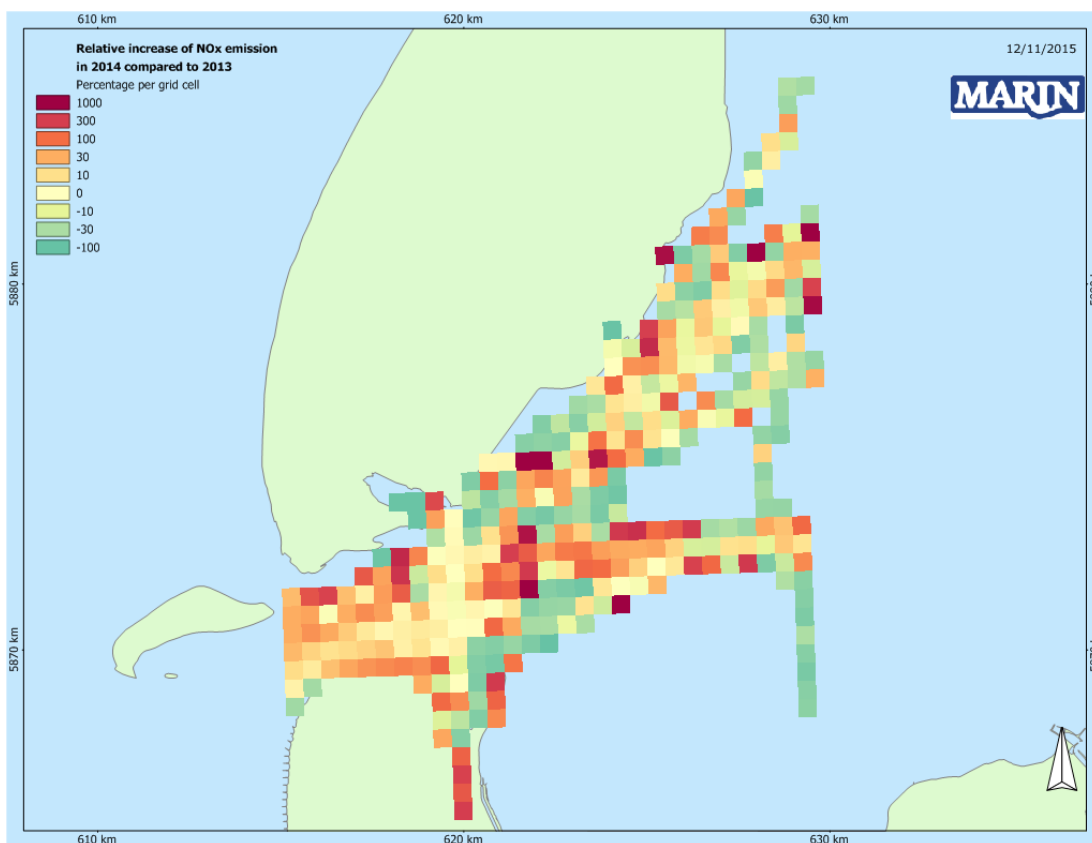 610 km
620 km
630 km
Relative increase of NOx emission
in 2014 compared to 2013
Percentage per grid cell
1000
300
100
30
10
0
-10
-30
-100
12/11/2015
MARIN
5880 km
5870 km
610 km
620 km
630 km